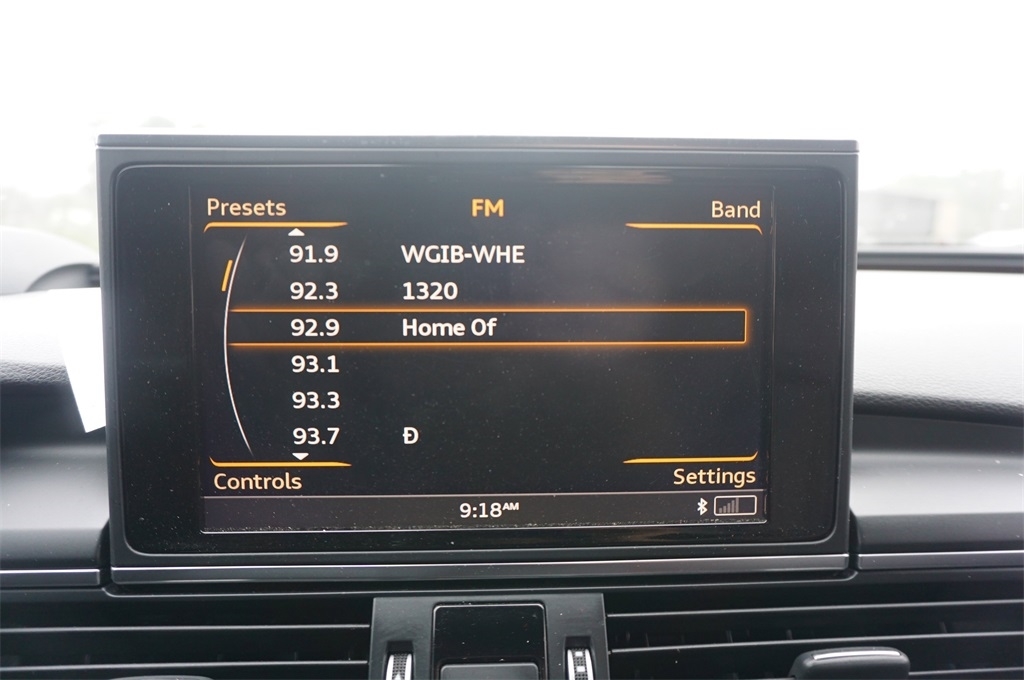 Presets FM Band
91.9 WGIB-WHE
92.3 1320
92.9 Home Of
93.1
93.3
93.7 Đ
Controls Settings
9:18AM